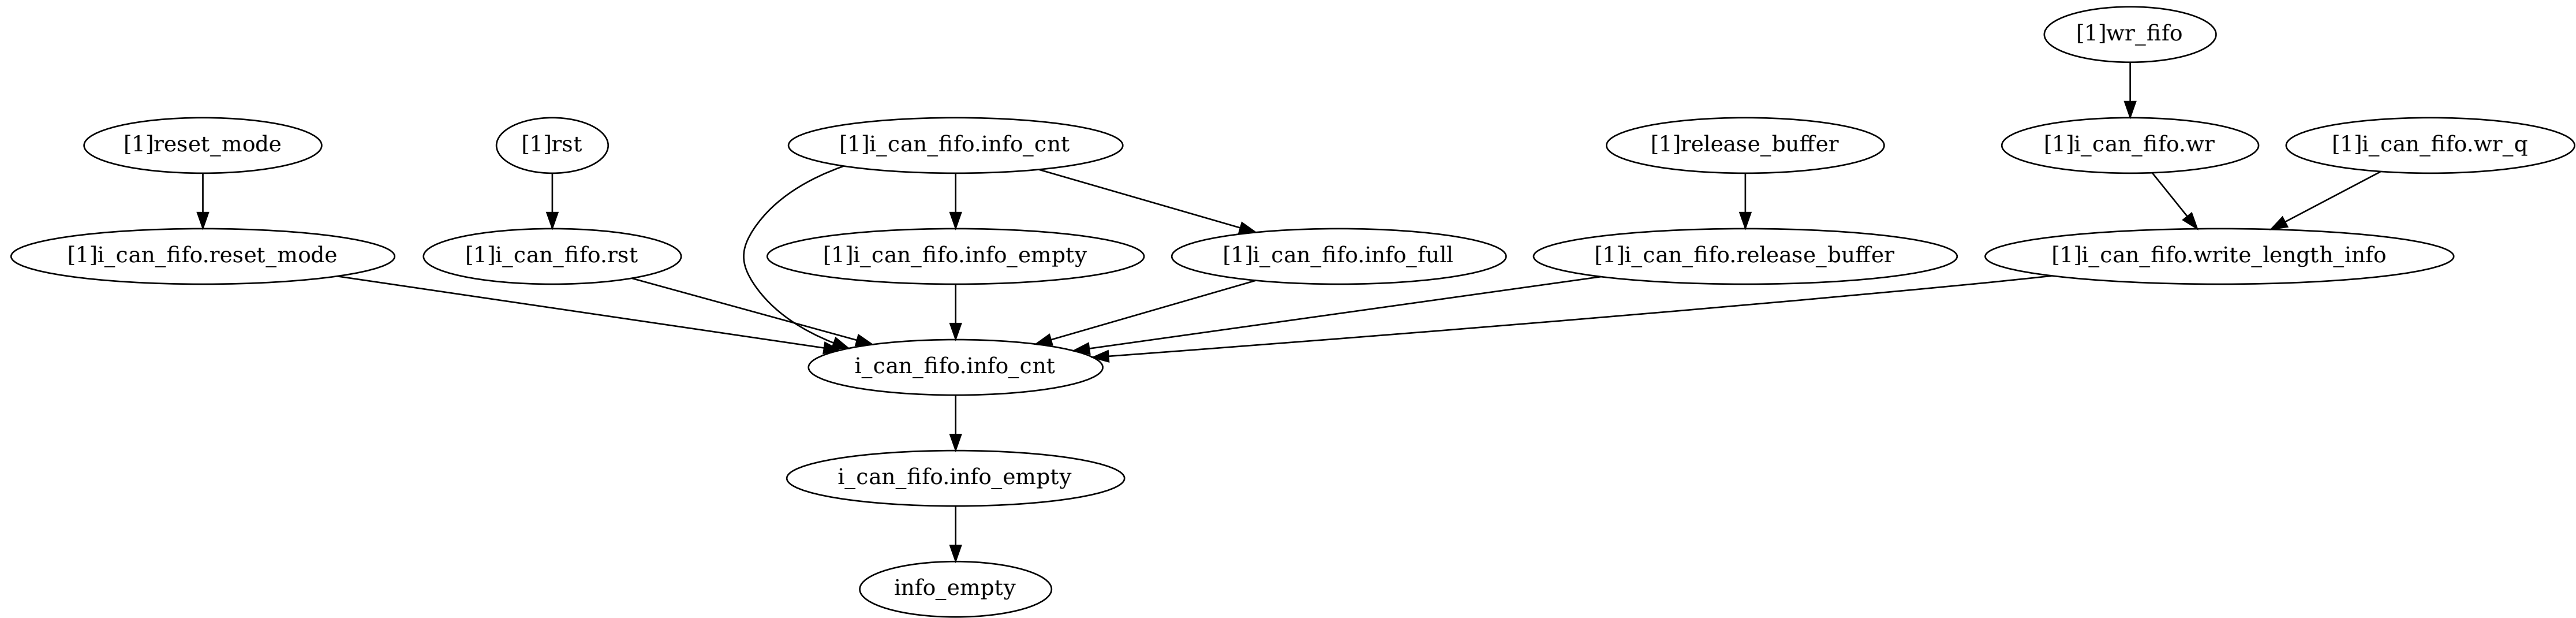 [1]wr_fifo
[1]reset_mode
[1]rst
[1]i_can_fifo.info_cnt
[1]release_buffer
[1]i_can_fifo.wr
[1]i_can_fifo.wr_q
[1]i_can_fifo.reset_mode
[1]i_can_fifo.rst
[1]i_can_fifo.info_empty
[1]i_can_fifo.info_full
[1]i_can_fifo.release_buffer
[1]i_can_fifo.write_length_info
i_can_fifo.info_cnt
i_can_fifo.info_empty
info_empty